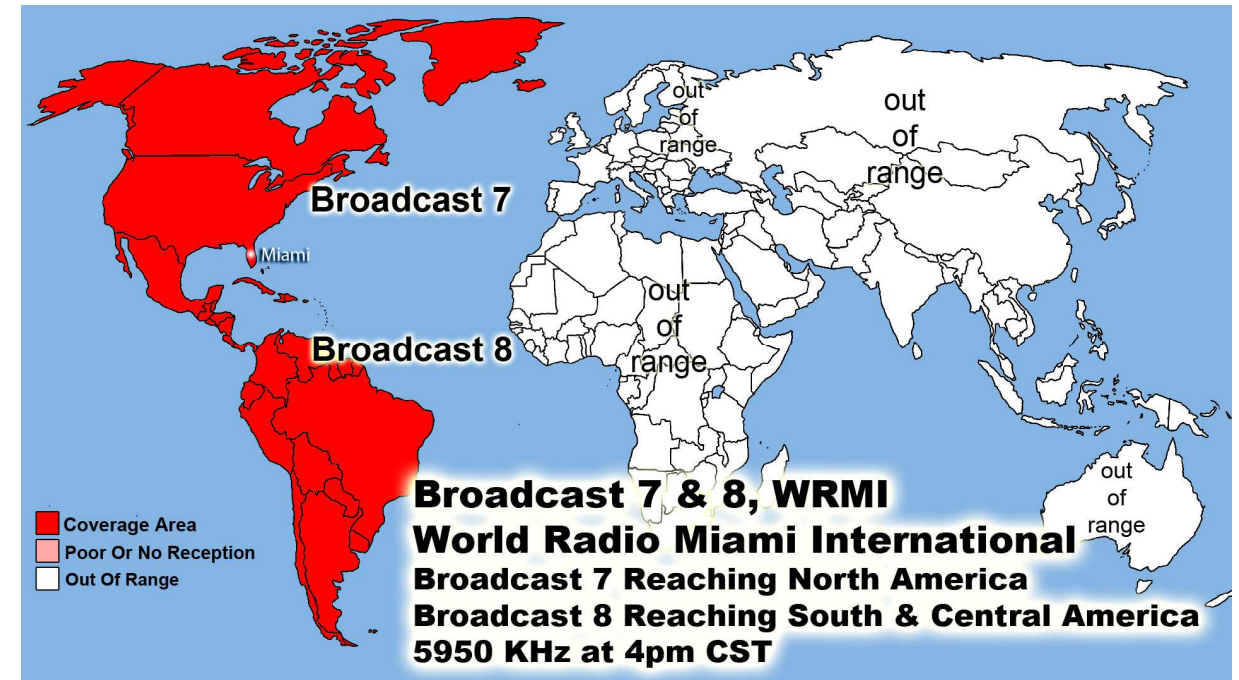 out
of
range
out
of
range
Broadcast 7
Miami
out
of
range
Broadcast 8
out
of
range
Broadcast 7 & 8, WRMI
World Radio Miami International
Broadcast 7 Reaching North America
Broadcast 8 Reaching South & Central America
5950 KHz at 4pm CST
Coverage Area
Poor Or No Reception
Out Of Range